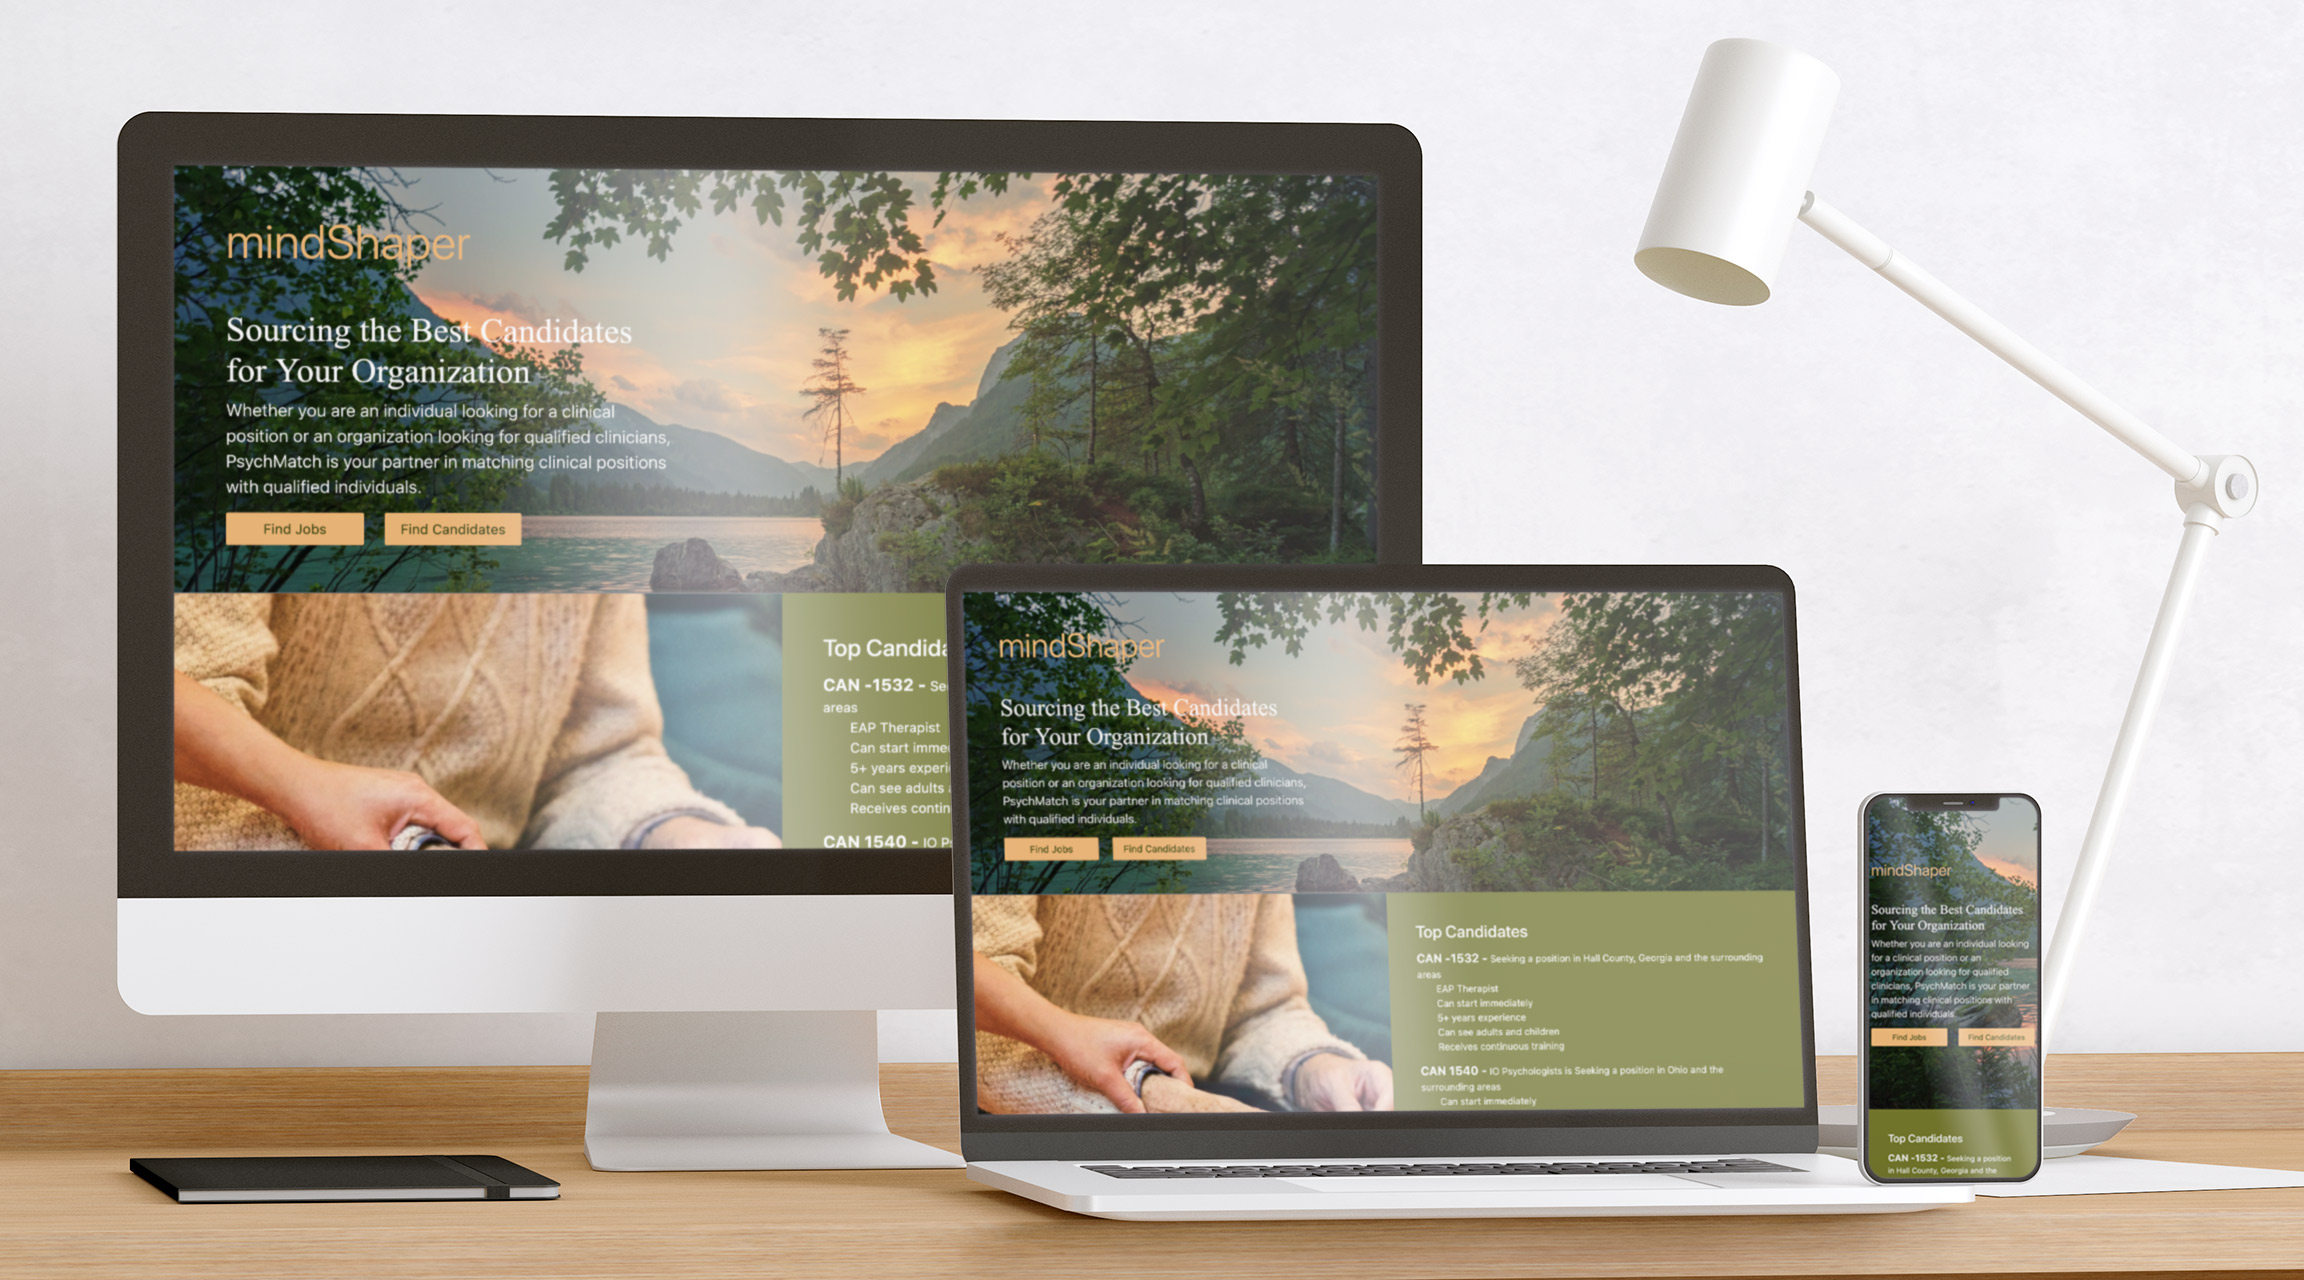 mindShaper
Sourcing the Best Candidates
for Your Organization
Whether you are an individual looking for a clinical
position or an organization looking for qualified clinicians,
PsychMatch is your partner in matching clinical positions
with qualified individuals.
Find Jobs
Find Candidates
Top Candida
CAN -1532 - Se
areas
EAP Therapist
Can start imme
5+ years experi
Can see adults
Receives contin
CAN 1540 - IO P
mindShaper
Sourcing the Best Candidates
for Your Organization
Whether you are an individual looking for a clinical
position or an organization looking for qualified clinicians,
PsychMatch is your partner in matching clinical positions
with qualified individuals.
Find Jobs
Find Candidates
Top Candidates
CAN -1532 - Seeking a position in Hall County, Georgia and the surrounding
areas
EAP Therapist
Can start immediately
5+ years experience
Can see adults and children
Receives continuous training
CAN 1540 - IO Psychologists is Seeking a position in Ohio and the
surrounding areas
Can start immediately
mindShaper
Sourcing the Best Candidates
for Your Organization
Whether you are an individual looking
for a clinical position or an
organization looking for qualified
clinicians, PsychMatch is your partner
in matching clinical positions with
qualified individuals.
Find Jobs
Find Candidates
Top Candidates
CAN -1532 - Seeking a position
in Hall County, Georgia and the